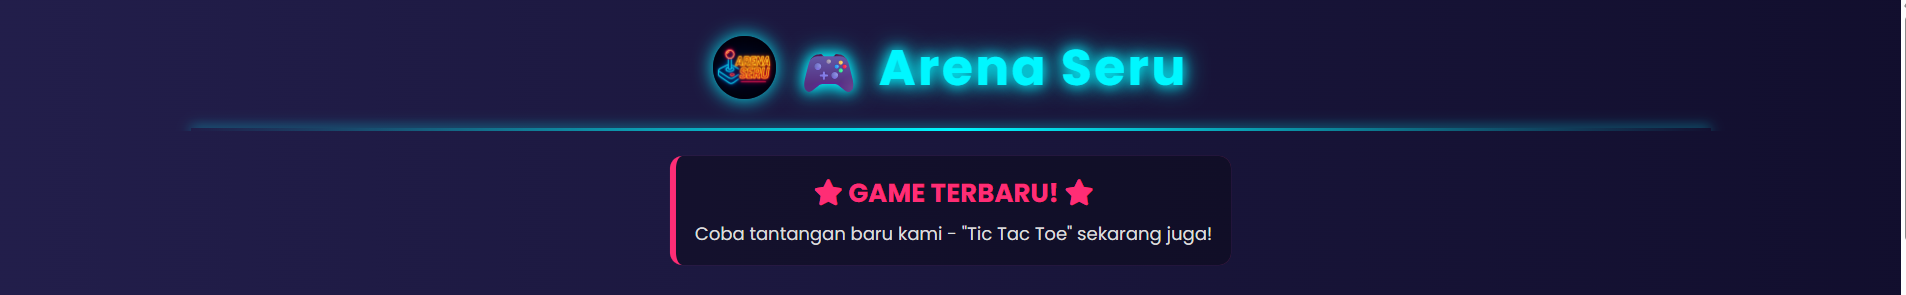 ARENA
SERU
Arena Seru
GAME TERBARU!
Coba tantangan baru kami - "Tic Tac Toe" sekarang juga!